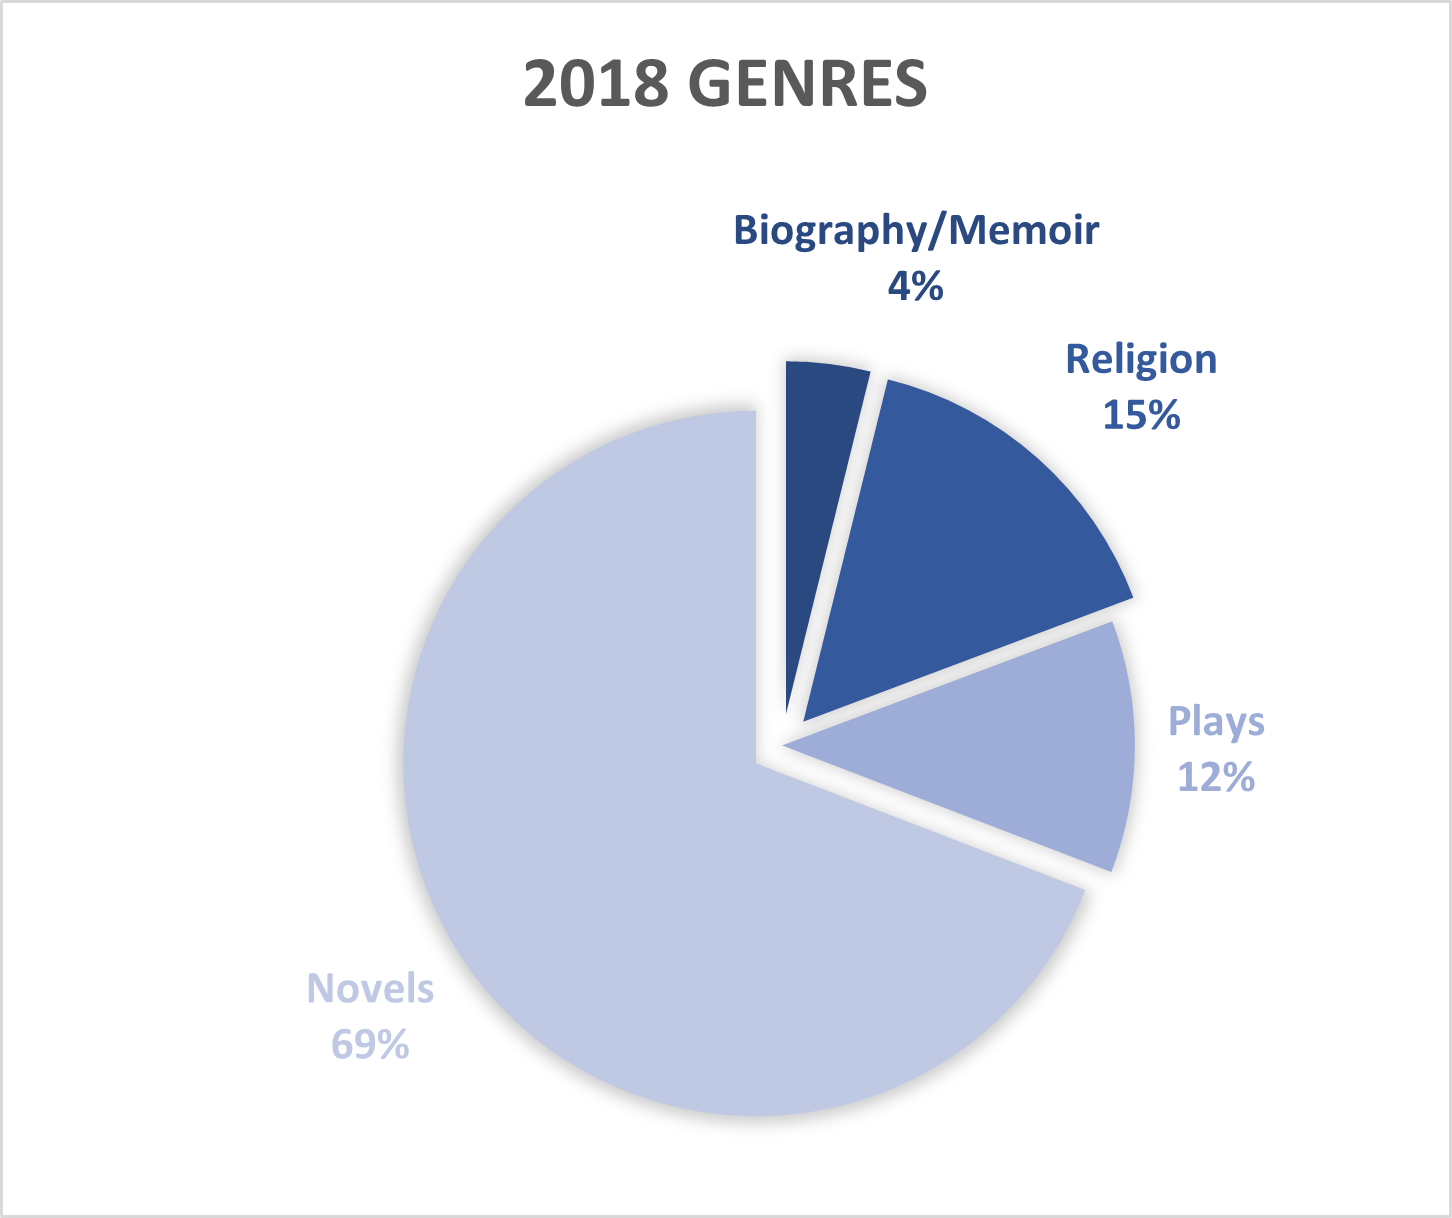 2018 GENRES
Biography/Memoir
4%
Religion
15%
Plays
12%
Novels
69%